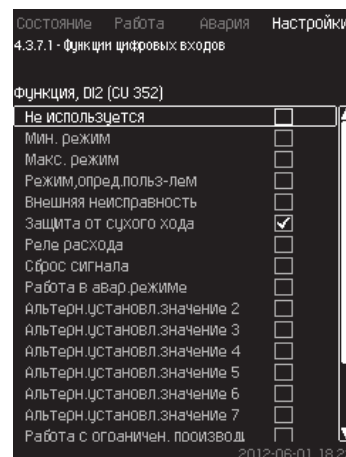 Состояние Работа Авария Настройки
4.3.7.1 - Функции цифровых входов
Функция, DI2 (CU 352)
Не используется
Мин. режим
Макс. режим
Режим,опред.польз-лем
Внешняя неисправность
Защита от сухого хода
Реле расхода
Сброс сигнала
Работа в авар.режиме
Альтерн.установл.значение 2
Альтерн.установл.значение 3
Альтерн.установл.значение 4
Альтерн.установл.значение 5
Альтерн.установл.значение 6
Альтерн.установл.значение 7
Работа с ограничен. производ
2012-06-01 18:2